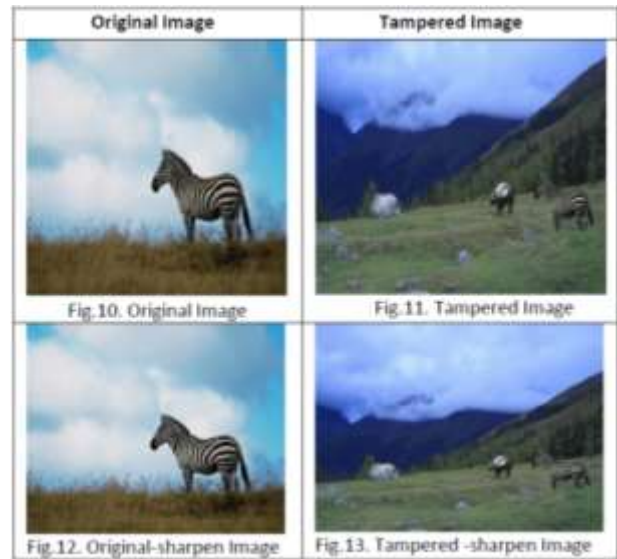 Original Image
Tampered Image
Fig.10. Original Image
Fig.11. Tampered Image
Fig.12. Original-sharpen Image
Fig.13. Tampered -sharpen Image